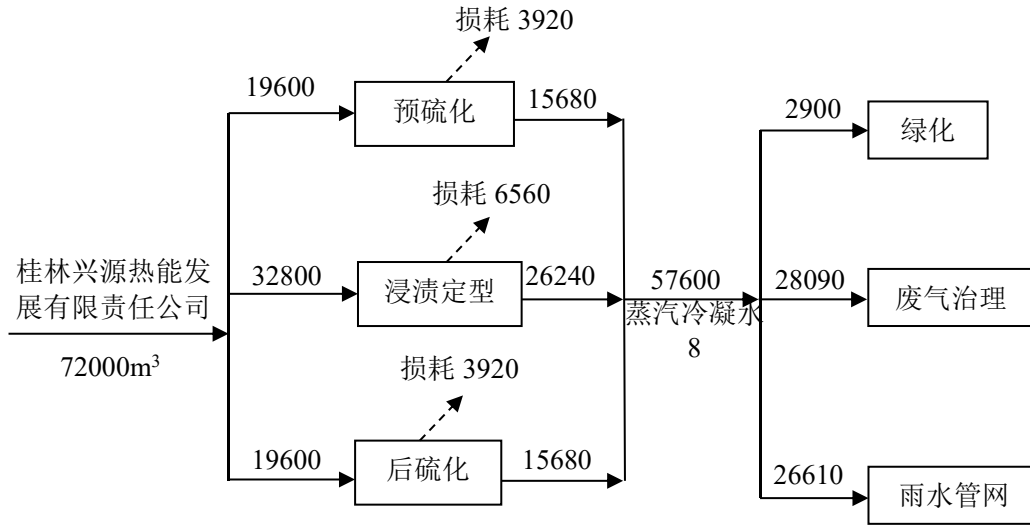 损耗 3920
19600
预硫化
15680
2900
绿化
损耗 6560
桂林兴源热能发
展有限责任公司
72000m³
32800
浸渍定型
26240
57600
蒸汽冷凝水
8
28090
废气治理
损耗 3920
19600
后硫化
15680
26610
雨水管网